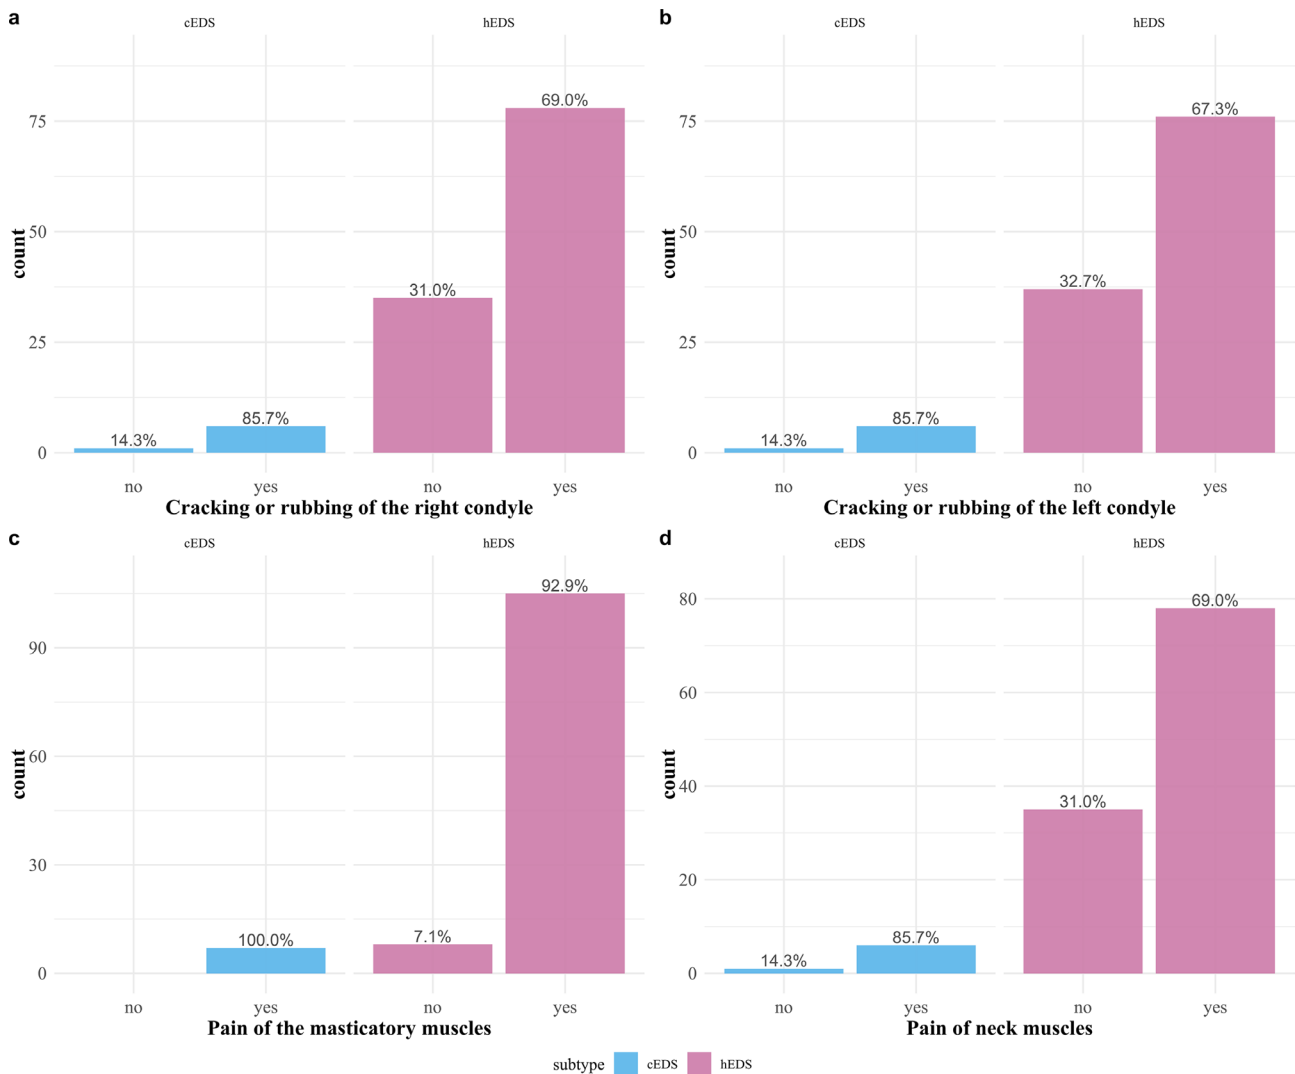 a
cEDS hEDS
69.0%
75
count
50
31.0%
25
85.7%
14.3%
0
no yes no yes
Cracking or rubbing of the right condyle
b
cEDS hEDS
67.3%
75
count
50
32.7%
25
85.7%
14.3%
0
no yes no yes
Cracking or rubbing of the left condyle
c
cEDS hEDS
92.9%
90
count
60
30
100.0%
7.1%
0
no yes no yes
Pain of the masticatory muscles
d
cEDS hEDS
80
69.0%
60
count
40
31.0%
20
85.7%
14.3%
0
no yes no yes
Pain of neck muscles
subtype cEDS hEDS